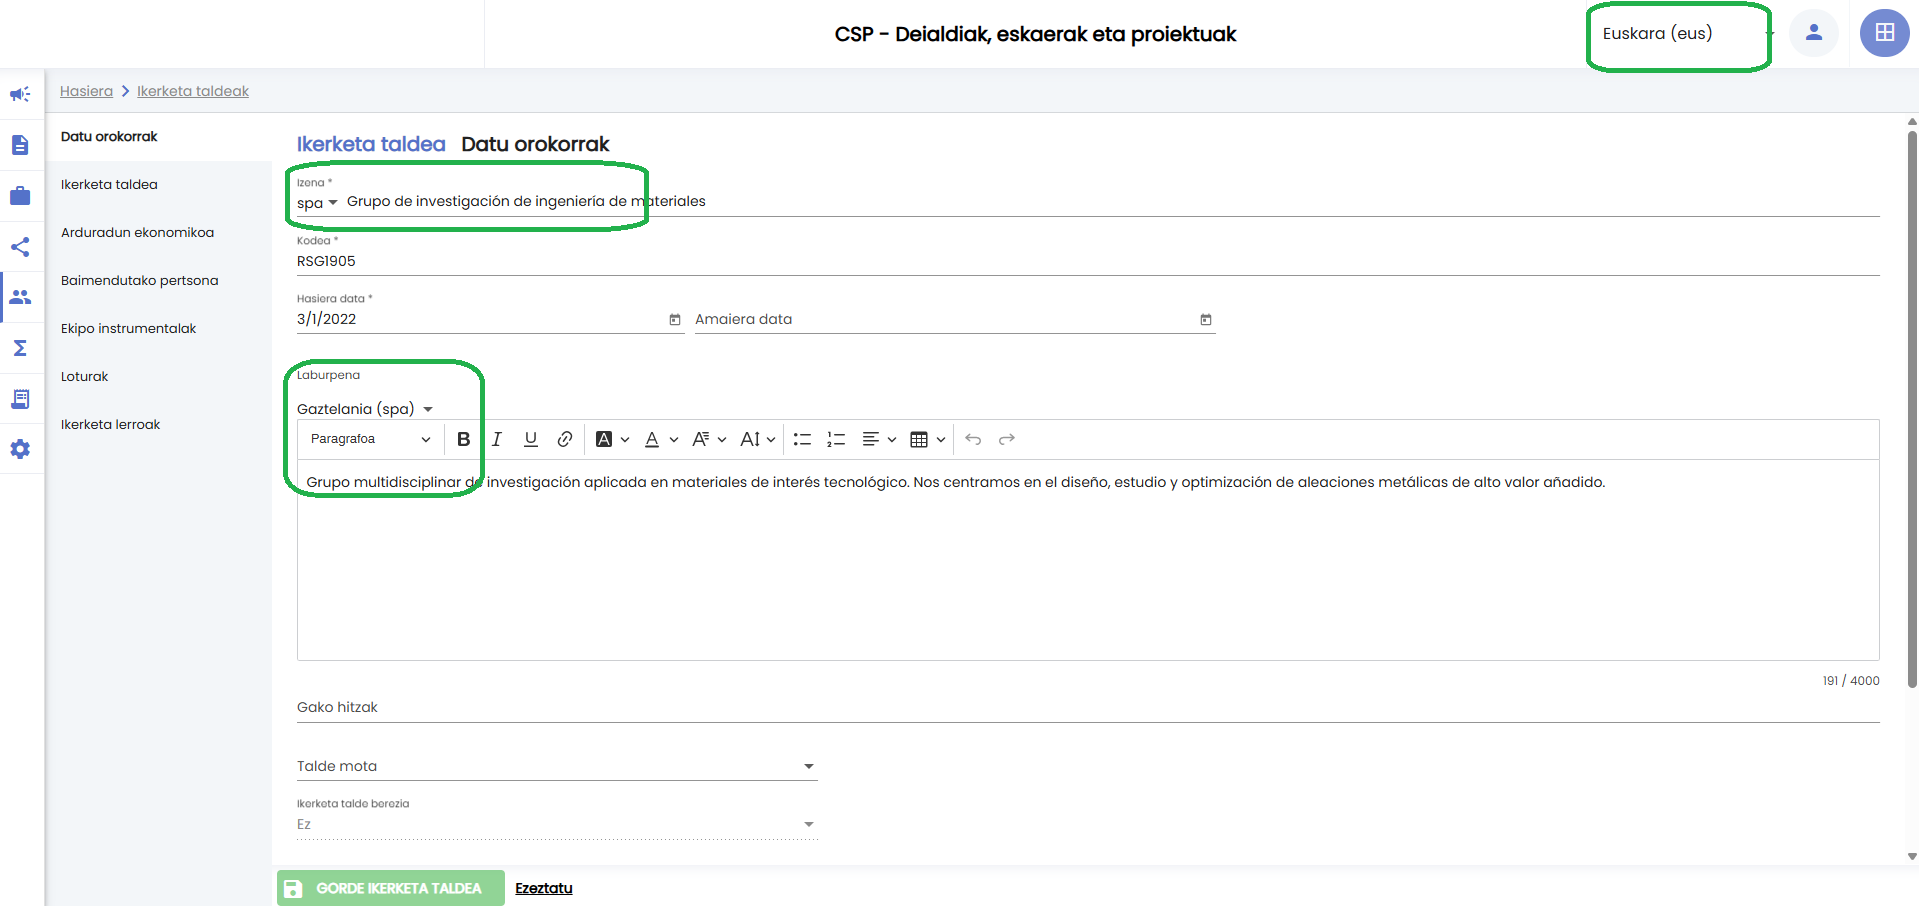 CSP - Deialdiak, eskaerak eta proiektuak
Euskara (eus)
Hasiera
Ikerketa taldeak
Datu orokorrak
Ikerketa taldea
Arduradun ekonomikoa
Baimendutako pertsona
Ekipo instrumentalak
Loturak
Ikerketa lerroak
Ikerketa taldea Datu orokorrak
Izena *
spa Grupo de investigación de ingeniería de materiales
Kodea *
RSG1905
Hasiera data *
3/1/2022
Amaiera data
Laburpena
Gaztelania (spa)
Paragrafoa
Grupo multidisciplinar de investigación aplicada en materiales de interés tecnológico. Nos centramos en el diseño, estudio y optimización de aleaciones metálicas de alto valor añadido.
191 / 4000
Gako hitzak
Talde mota
Ikerketa talde berezia
Ez
GORDE IKERKETA TALDEA
Ezeztatu